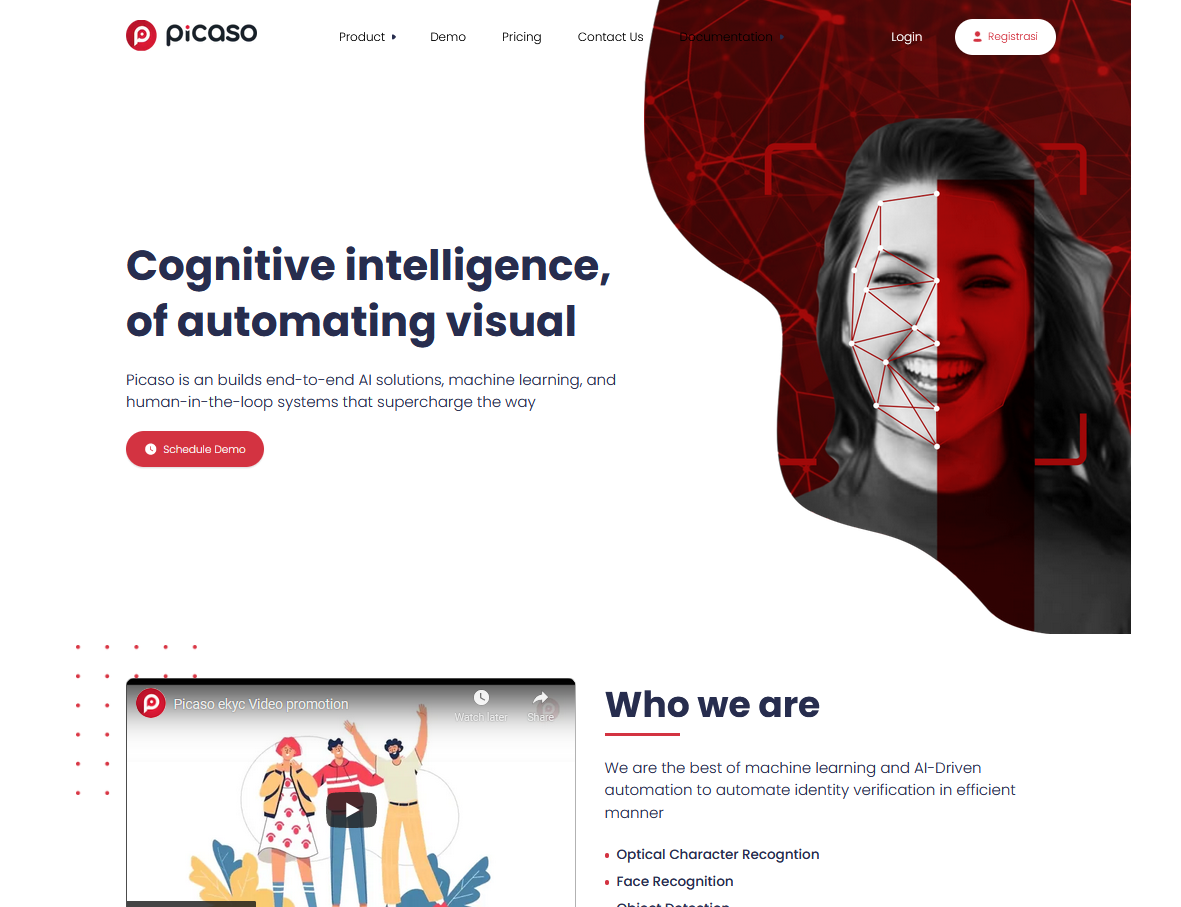 picaso
Product
Demo
Pricing
Contact Us
Documentation
Login
Registrasi
Cognitive intelligence,
of automating visual
Picaso is an builds end-to-end AI solutions, machine learning, and
human-in-the-loop systems that supercharge the way
Schedule Demo
Picaso ekyc Video promotion
Watch later
Share
Who we are
We are the best of machine learning and AI-Driven
automation to automate identity verification in efficient
manner
Optical Character Recogntion
Face Recognition
Object Detection